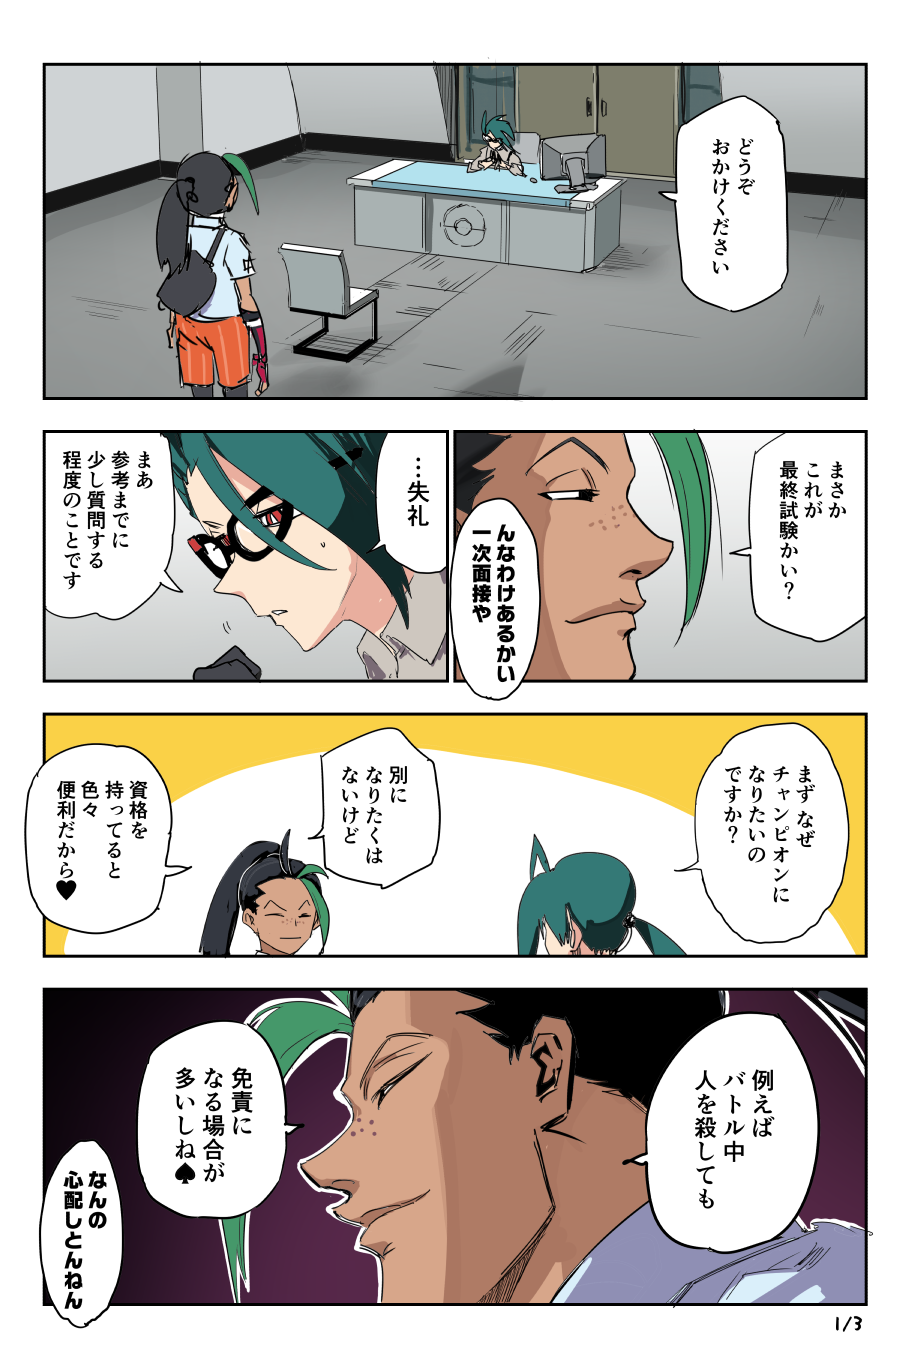 どうぞ
おかけください
まさか
これが
最終試験かい？
んなわけあるかい
一次面接や
…失礼
まあ
参考までに
少し質問する
程度のことです
まず なぜ
チャンピオンに
なりたいの
ですか？
別に
なりたくは
ないけど
資格を
持ってると
色々
便利だから♥
例えば
バトル中
人を殺しても
免責に
なる場合が
多いしね♠
なんの
心配しとんねん
1/3